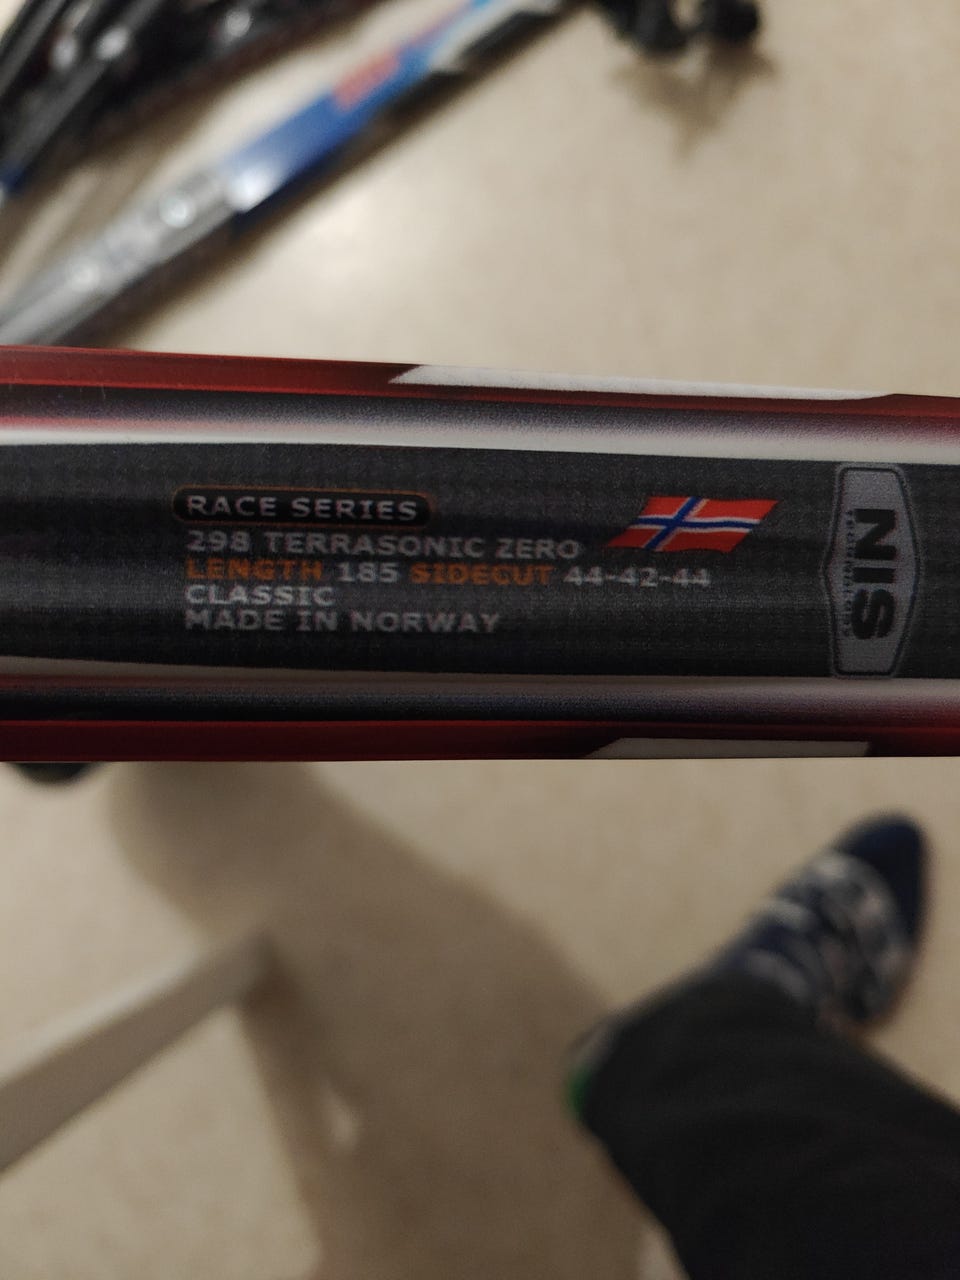 RACE SERIES
298 TERRASONIC ZERO
LENGTH 185 SIDECUT 44-42-44
CLASSIC
MADE IN NORWAY
NIS